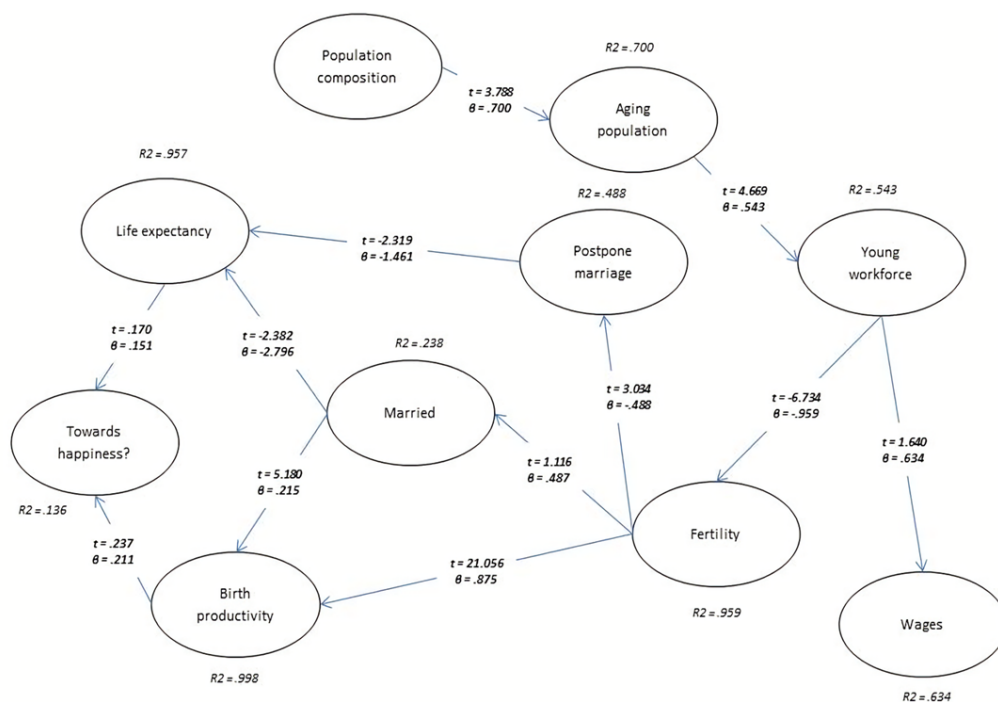 Population
composition
R2 = .700
t = 3.788
θ = .700
Aging
population
R2 = .957
t = 4.669
θ = .543
R2 = .488
R2 = .543
Life expectancy
t = -2.319
θ = -1.461
Postpone
marriage
Young
workforce
t = .170
θ = .151
t = -2.382
θ = -2.796
R2 = .238
t = 3.034
θ = -.488
t = -6.734
θ = -.959
Married
Towards
happiness?
t = 1.640
θ = .634
t = 1.116
θ = .487
t = 5.180
θ = .215
R2 = .136
t = .237
θ = .211
Fertility
t = 21.056
θ = .875
Birth
productivity
R2 = .959
Wages
R2 = .998
R2 = .634